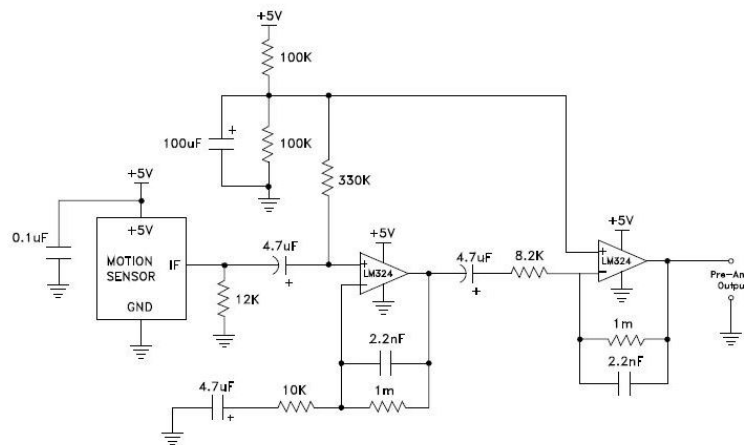 +5V
100K
100uF
+
100K
330K
+5V
+5V
0.1uF
MOTION
SENSOR
IF
GND
12K
4.7uF
+
+5V
+
LM324
−
4.7uF
+
8.2K
+5V
+
LM324
−
Pre-Am
Output
1m
2.2nF
2.2nF
1m
4.7uF
+
10K